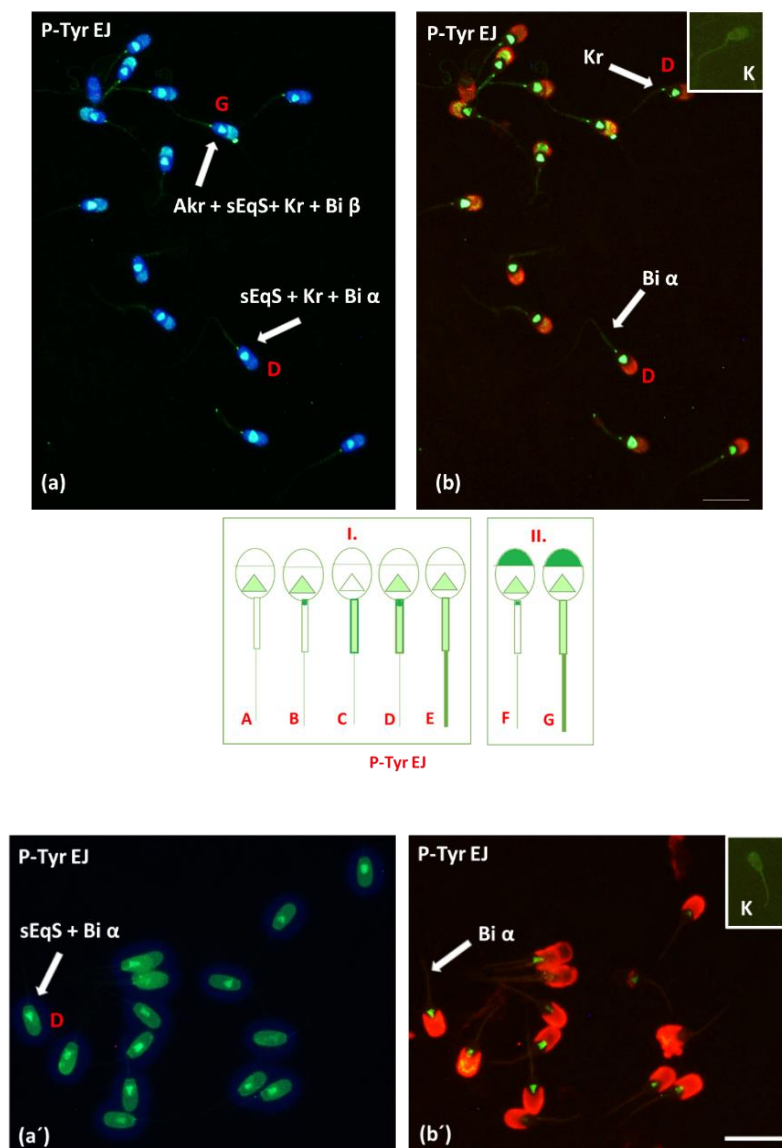 P-Tyr EJ
G
Akr + sEqS+ Kr + Bi β
sEqS + Kr + Bi α
D
(a)
P-Tyr EJ
Kr
D
K
Bi α
D
(b)
I.
A B C D E
II.
F G
P-Tyr EJ
P-Tyr EJ
sEqS + Bi α
D
(a´)
P-Tyr EJ
K
Bi α
(b´)